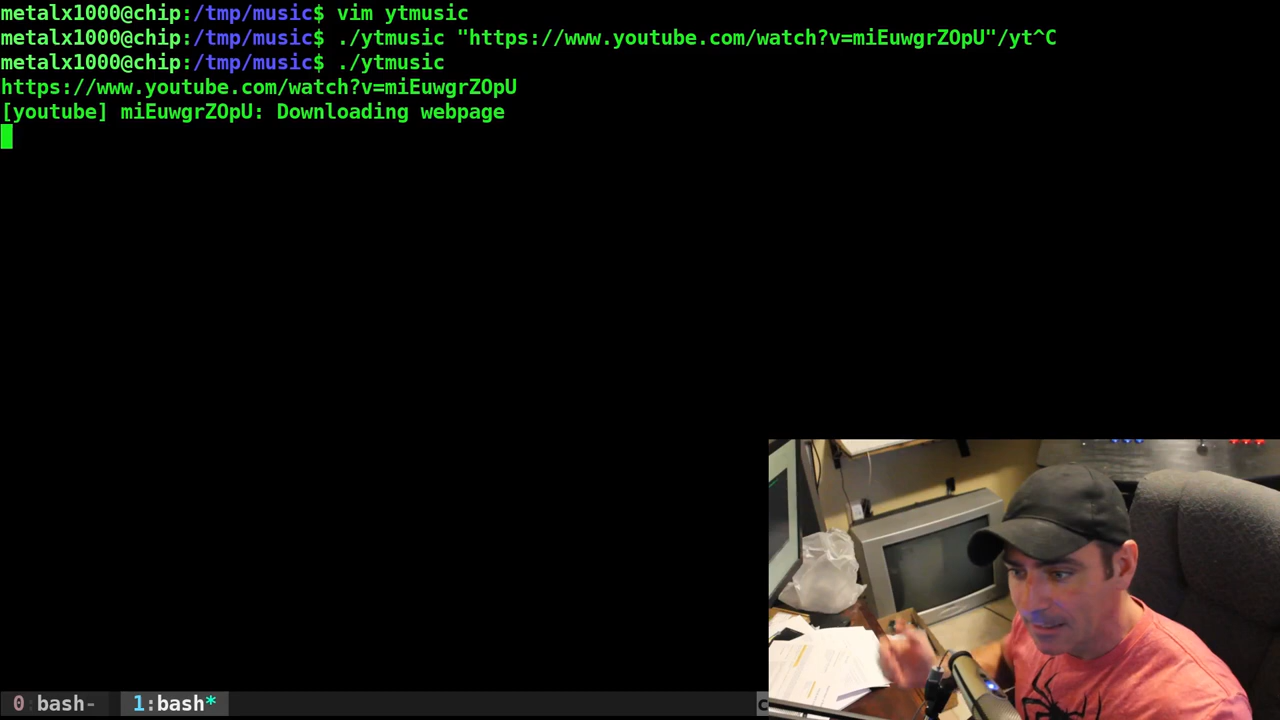 metalx1000@chip:/tmp/music$ vim ytmusic
metalx1000@chip:/tmp/music$ ./ytmusic "https://www.youtube.com/watch?v=miEuwgrZOpU"/yt^C
metalx1000@chip:/tmp/music$ ./ytmusic
https://www.youtube.com/watch?v=miEuwgrZOpU
[youtube] miEuwgrZOpU: Downloading webpage
0:bash- 1:bash*